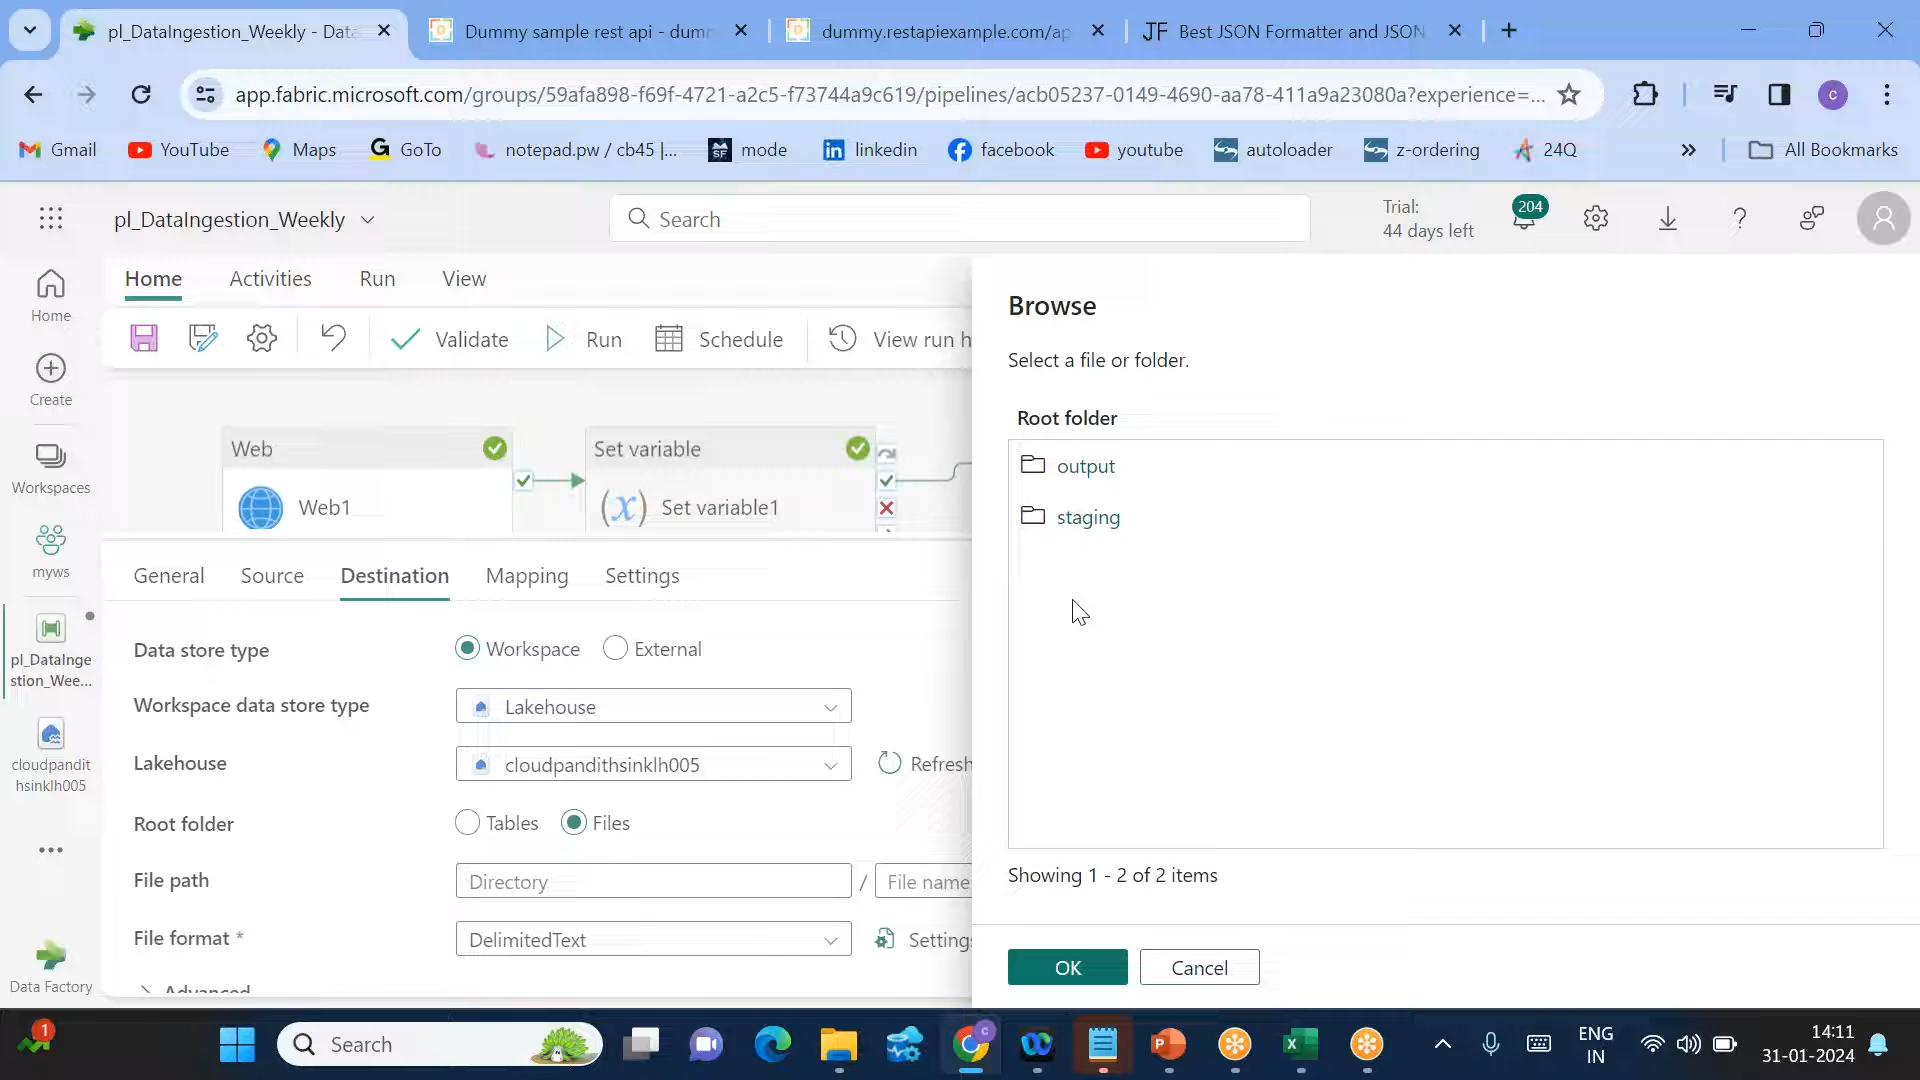 pl_DataIngestion_Weekly - Data
Dummy sample rest api - dumm
dummy.restapiexample.com/ap
JF Best JSON Formatter and JSON
app.fabric.microsoft.com/groups/59afa898-f69f-4721-a2c5-f73744a9c619/pipelines/acb05237-0149-4690-aa78-411a9a23080a?experience=...
c
Gmail
YouTube
Maps
GoTo
notepad.pw / cb45 |...
mode
linkedin
facebook
youtube
autoloader
z-ordering
24Q
All Bookmarks
pl_DataIngestion_Weekly
Search
Trial:
44 days left
204
Home
Create
Workspaces
myws
pl_DataInge
stion_Wee...
cloudpandit
hsinklh005
Data Factory
Home
Activities
Run
View
Validate
Run
Schedule
View run h
Web
Web1
Set variable
(x) Set variable1
General
Source
Destination
Mapping
Settings
Data store type
Workspace
External
Workspace data store type
Lakehouse
Lakehouse
cloudpandithsinklh005
Refresh
Root folder
Tables
Files
File path
Directory
/
File name
File format *
DelimitedText
Settings
Advanced
Browse
Select a file or folder.
Root folder
output
staging
Showing 1 - 2 of 2 items
OK
Cancel
1
Search
c
ENG
IN
14:11
31-01-2024